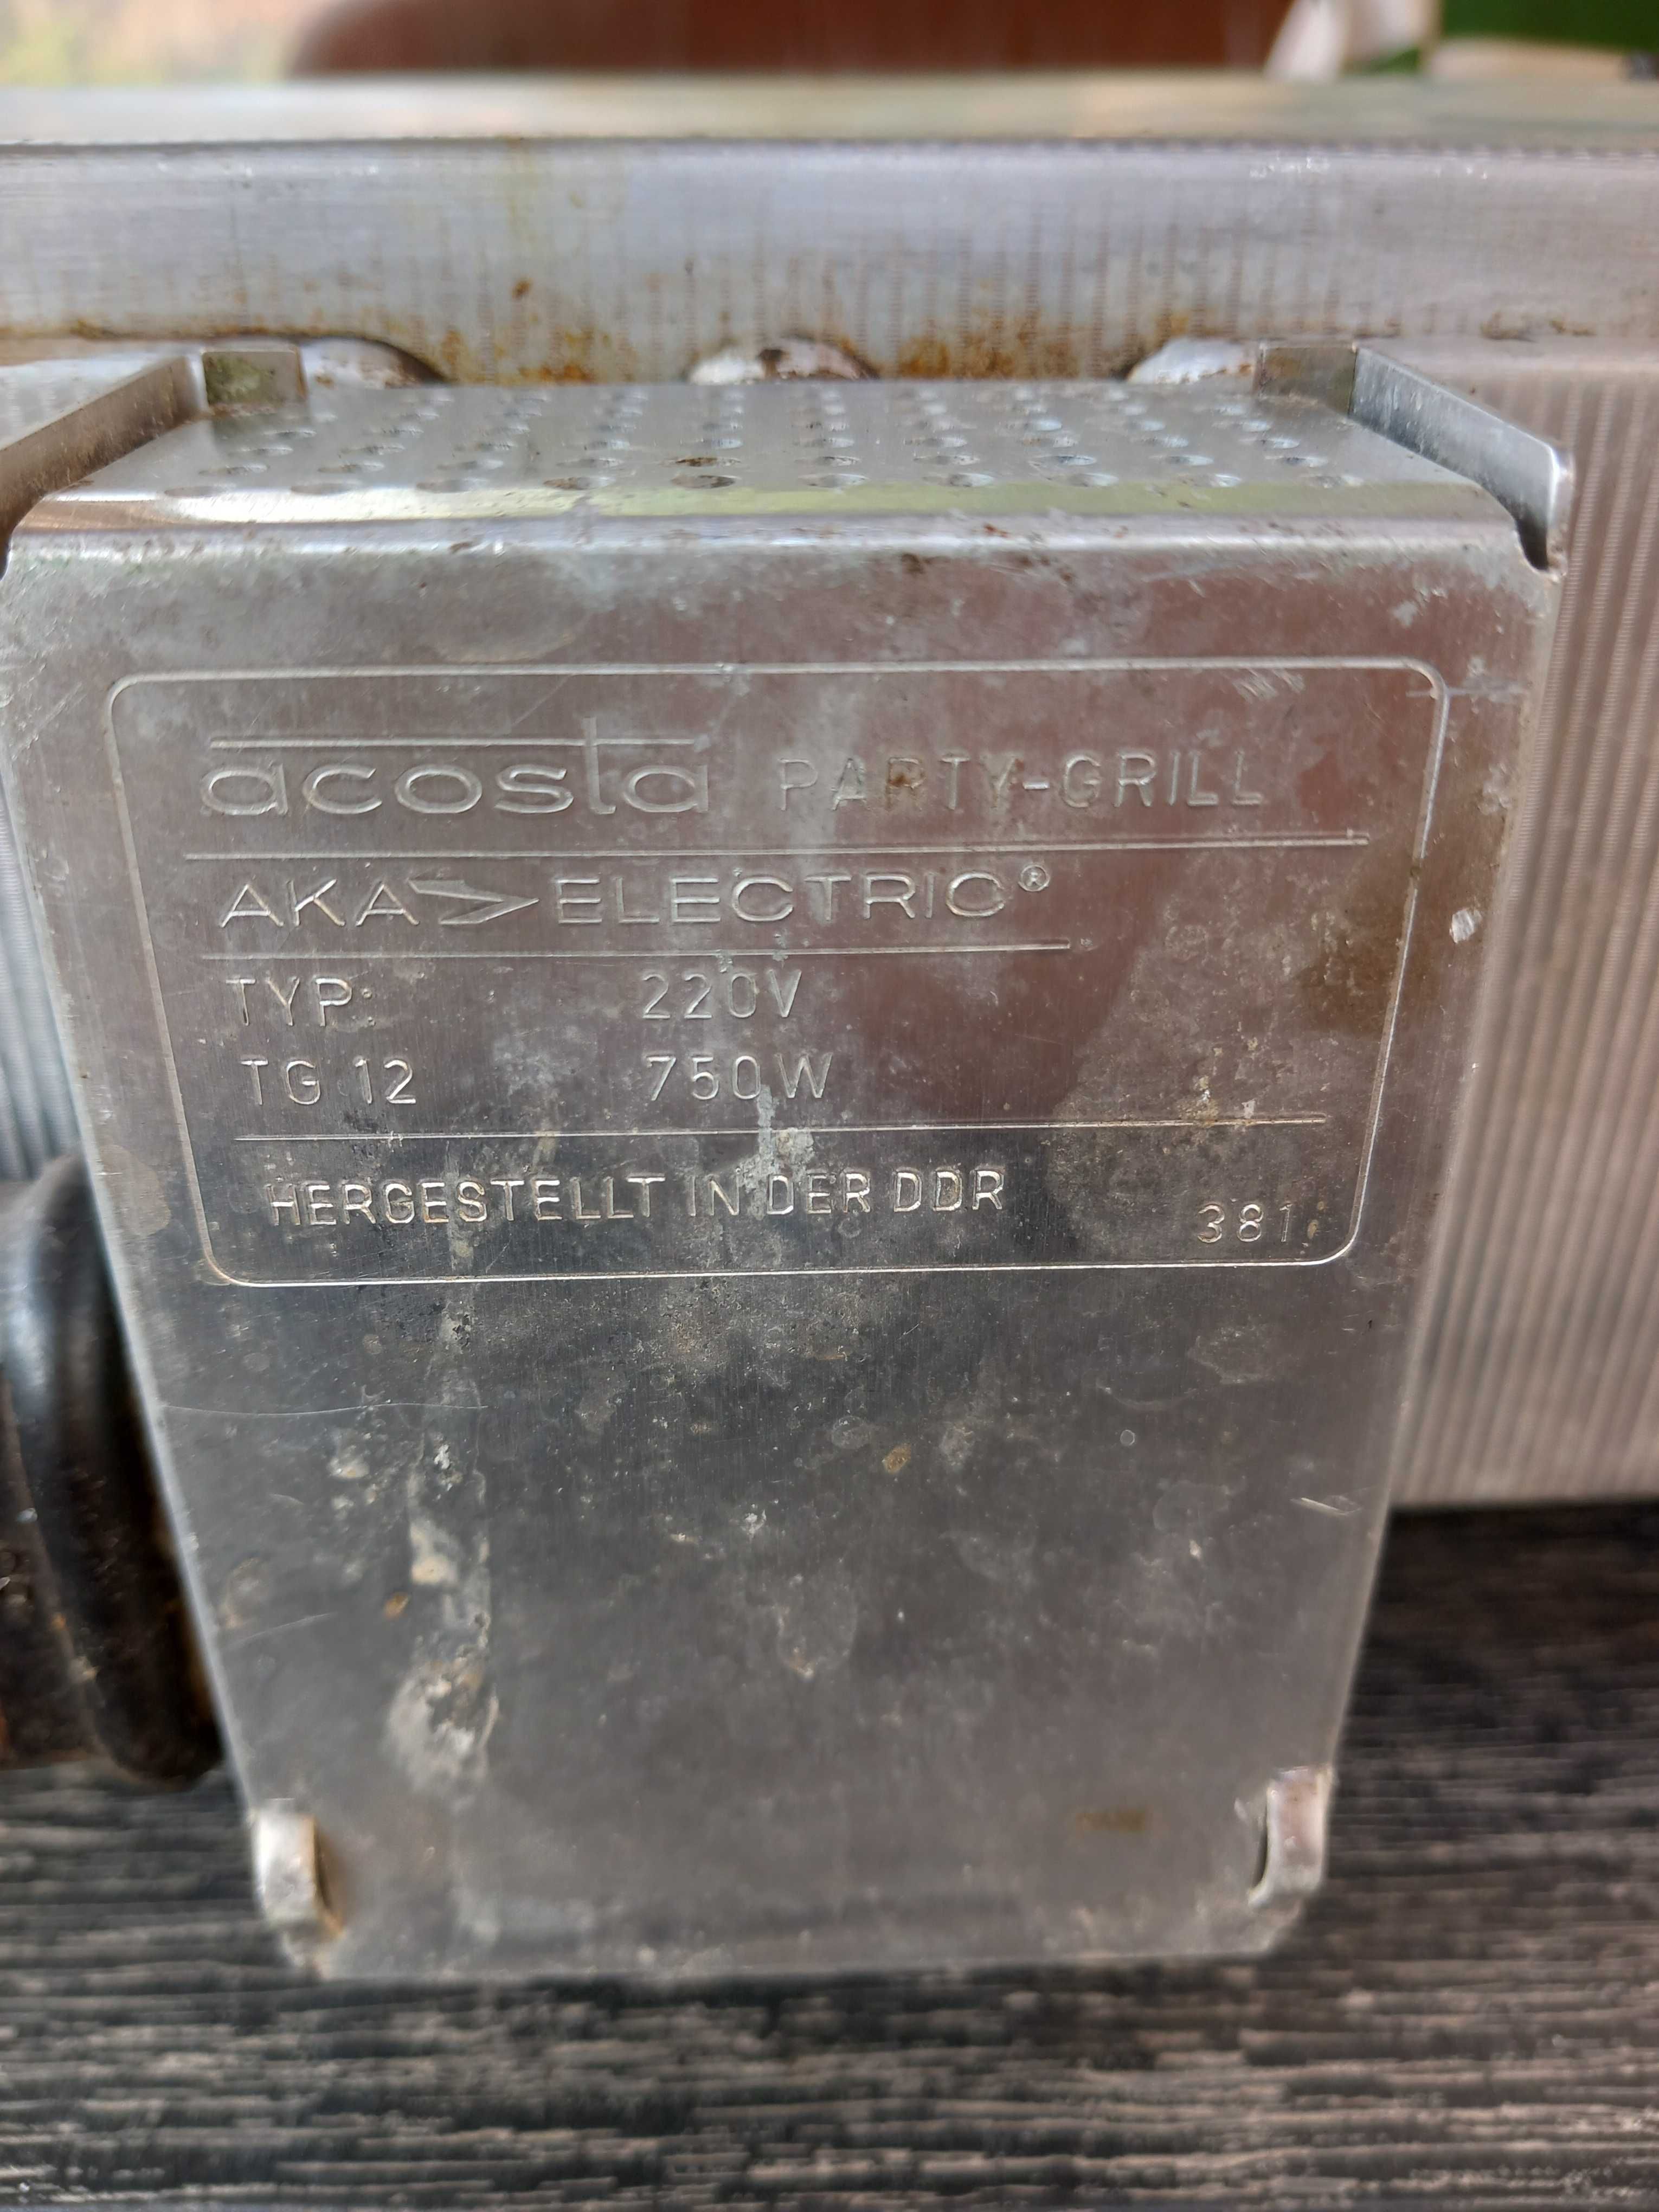 acosta PARTY-GRILL
AKA ELECTRIC®
TYP: 220V
TG 12 750W
HERGESTELLT IN DER DDR 381